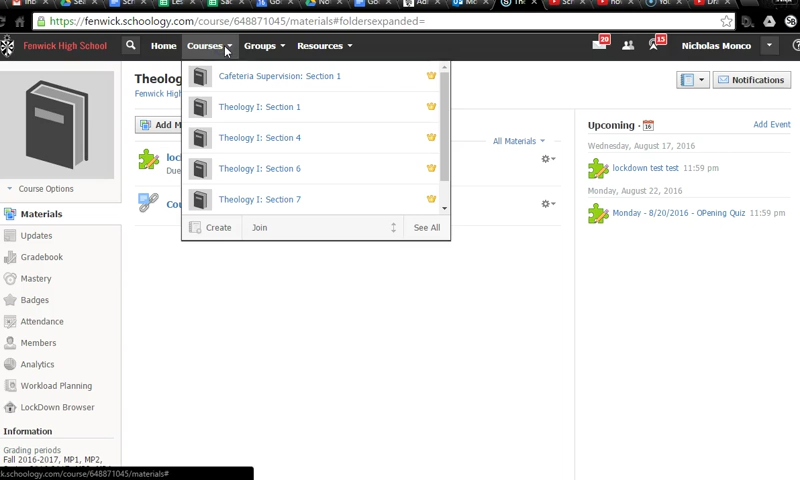 https://fenwick.schoology.com/course/648871045/materials#foldersexpanded=
Fenwick High School
Home
Courses
Groups
Resources
20
15
Nicholas Monco
Theolog
Fenwick Hig
Notifications
Add M
All Materials
Due
Cou
Cafeteria Supervision: Section 1
Theology I: Section 1
Theology I: Section 4
Theology I: Section 6
Theology I: Section 7
Create
Join
See All
Course Options
Materials
Updates
Gradebook
Mastery
Badges
Attendance
Members
Analytics
Workload Planning
LockDown Browser
Information
Grading periods
Fall 2016-2017, MP1, MP2,
k.schoology.com/course/648871045/materials#
Upcoming · 16
Add Event
Wednesday, August 17, 2016
lockdown test test 11:59 pm
Monday, August 22, 2016
Monday - 8/20/2016 - OPening Quiz 11:59 pm